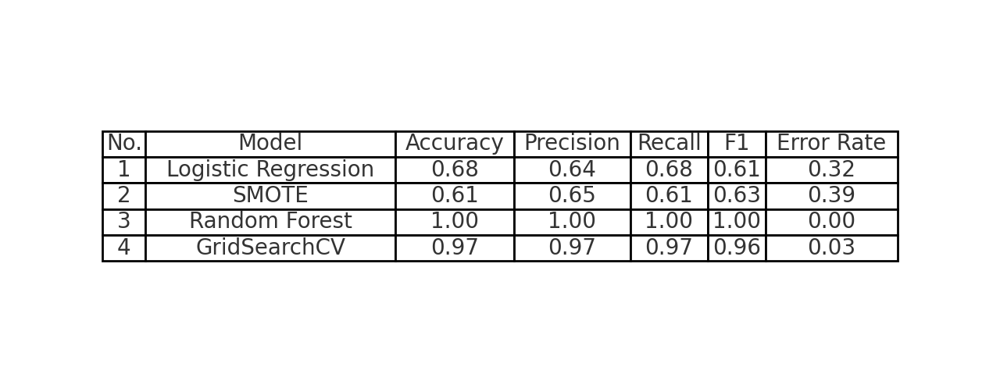 No. Model Accuracy Precision Recall F1 Error Rate
1 Logistic Regression 0.68 0.64 0.68 0.61 0.32
2 SMOTE 0.61 0.65 0.61 0.63 0.39
3 Random Forest 1.00 1.00 1.00 1.00 0.00
4 GridSearchCV 0.97 0.97 0.97 0.96 0.03